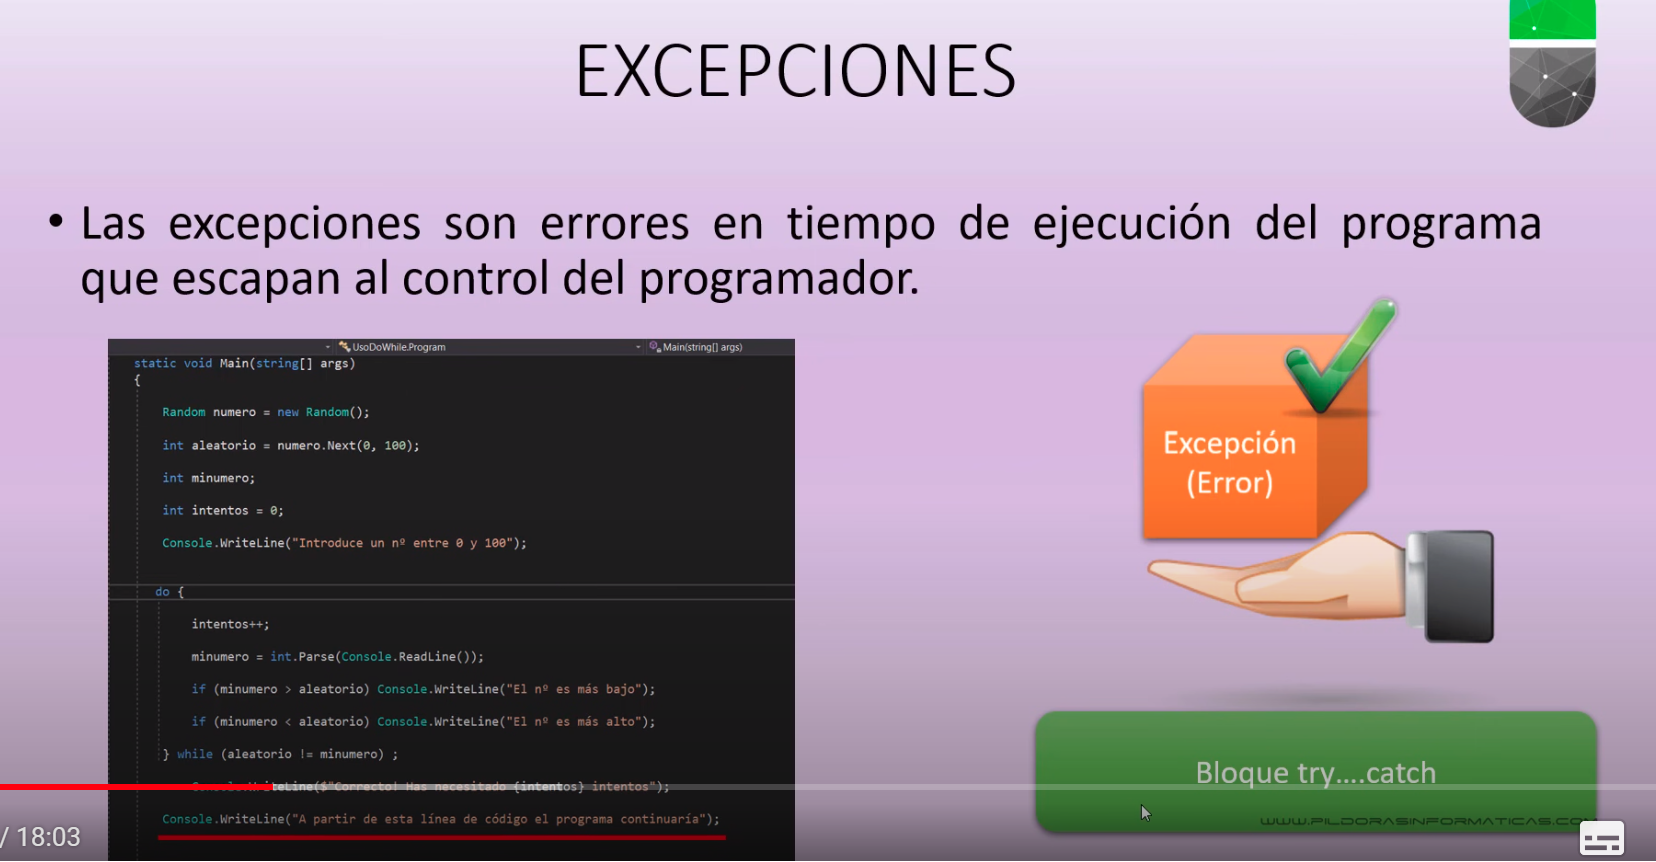 EXCEPCIONES
• Las excepciones son errores en tiempo de ejecución del programa
que escapan al control del programador.
UsoDoWhile.Program
Main(string[] args)
static void Main(string[] args)
{
Random numero = new Random();
int aleatorio = numero.Next(0, 100);
int minumero;
int intentos = 0;
Console.WriteLine("Introduce un nº entre 0 y 100");
do {
intentos++;
minumero = int.Parse(Console.ReadLine());
if (minumero > aleatorio) Console.WriteLine("El nº es más bajo");
if (minumero < aleatorio) Console.WriteLine("El nº es más alto");
} while (aleatorio != minumero) ;
Console.WriteLine($"Correcto! Has necesitado {intentos} intentos");
Console.WriteLine("A partir de esta línea de código el programa continuaría");
Excepción
(Error)
Bloque try....catch
WWW.PILDORASINFORMATICAS.COM
/ 18:03